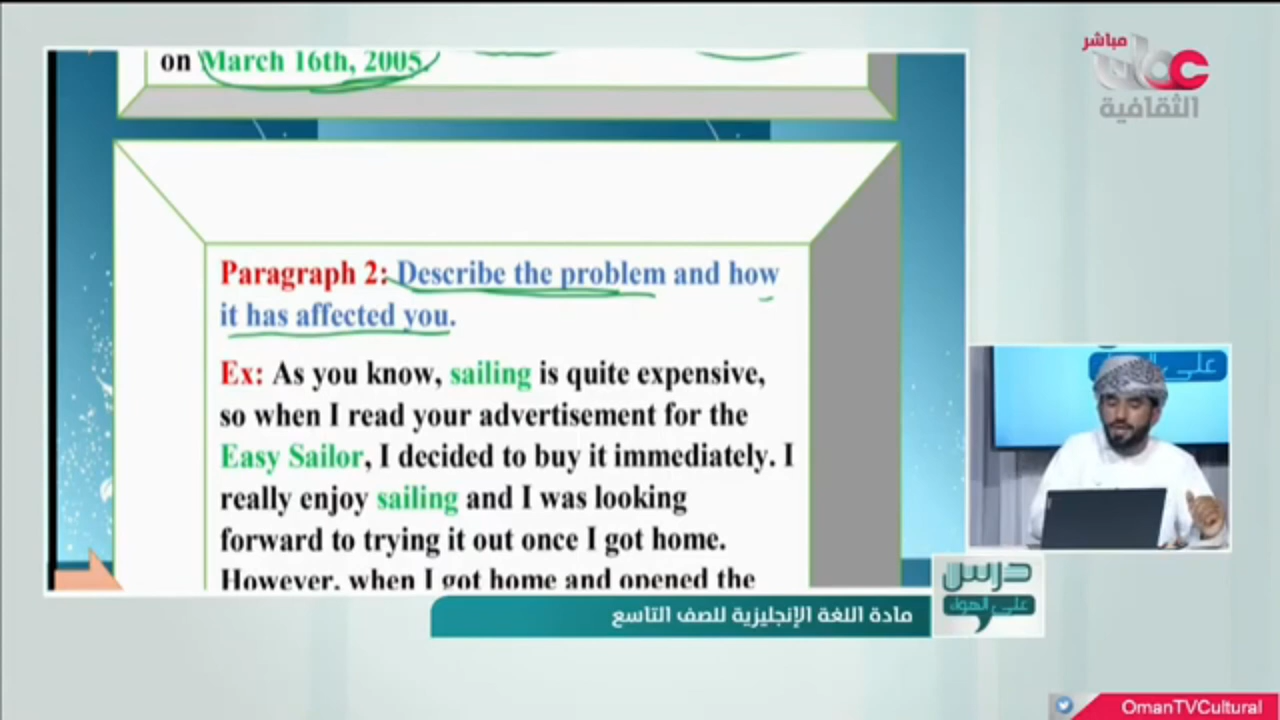 on March 16th, 2005.
مباشر
عمان
الثقافية
Paragraph 2: Describe the problem and how
it has affected you.
Ex: As you know, sailing is quite expensive,
so when I read your advertisement for the
Easy Sailor, I decided to buy it immediately. I
really enjoy sailing and I was looking
forward to trying it out once I got home.
However, when I got home and opened the
على الهواء
درس
على الهواء
مادة اللغة الإنجليزية للصف التاسع
OmanTVCultural